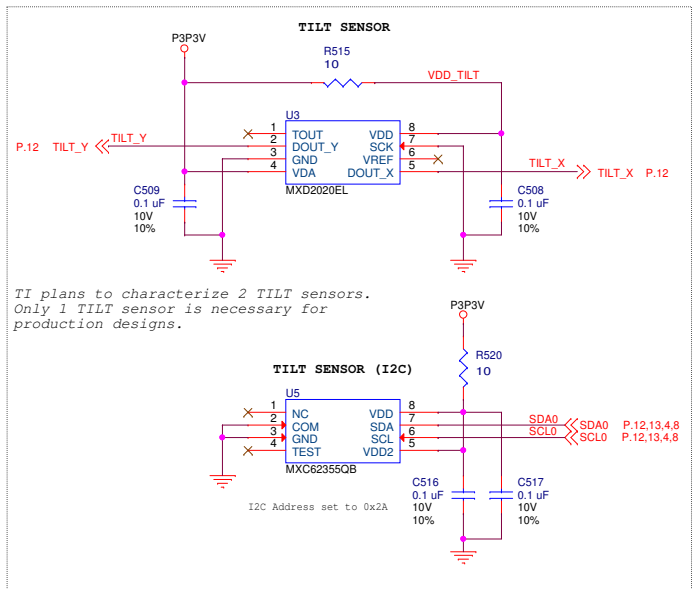 TILT SENSOR
P3P3V
R515
10
VDD_TILT
U3
1 TOUT VDD 8
2 DOUT_Y SCK 7
3 GND VREF 6
4 VDA DOUT_X 5
MXD2020EL
P.12 TILT_Y TILT_Y
TILT_X TILT_X P.12
C509
0.1 uF
10V
10%
C508
0.1 uF
10V
10%
TI plans to characterize 2 TILT sensors.
Only 1 TILT sensor is necessary for
production designs.
P3P3V
R520
10
TILT SENSOR (I2C)
U5
1 NC VDD 8
2 COM SDA 7
3 GND SCL 6
4 TEST VDD2 5
MXC62355QB
SDA0 SDA0 P.12,13,4,8
SCL0 SCL0 P.12,13,4,8
I2C Address set to 0x2A
C516
0.1 uF
10V
10%
C517
0.1 uF
10V
10%